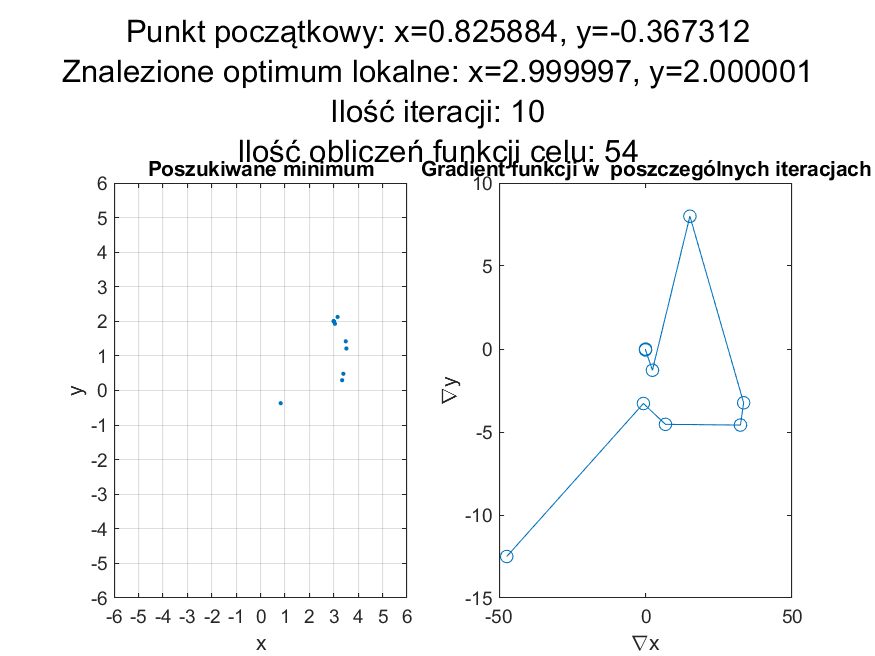 Punkt początkowy: x=0.825884, y=-0.367312
Znalezione optimum lokalne: x=2.999997, y=2.000001
Ilość iteracji: 10
Ilość obliczeń funkcji celu: 54
Poszukiwane minimum
6
5
4
3
2
1
0
-1
-2
-3
-4
-5
-6
y
-6 -5 -4 -3 -2 -1 0 1 2 3 4 5 6
x
Gradient funkcji w poszczególnych iteracjach
10
5
0
-5
-10
-15
∇y
-50 0 50
∇x